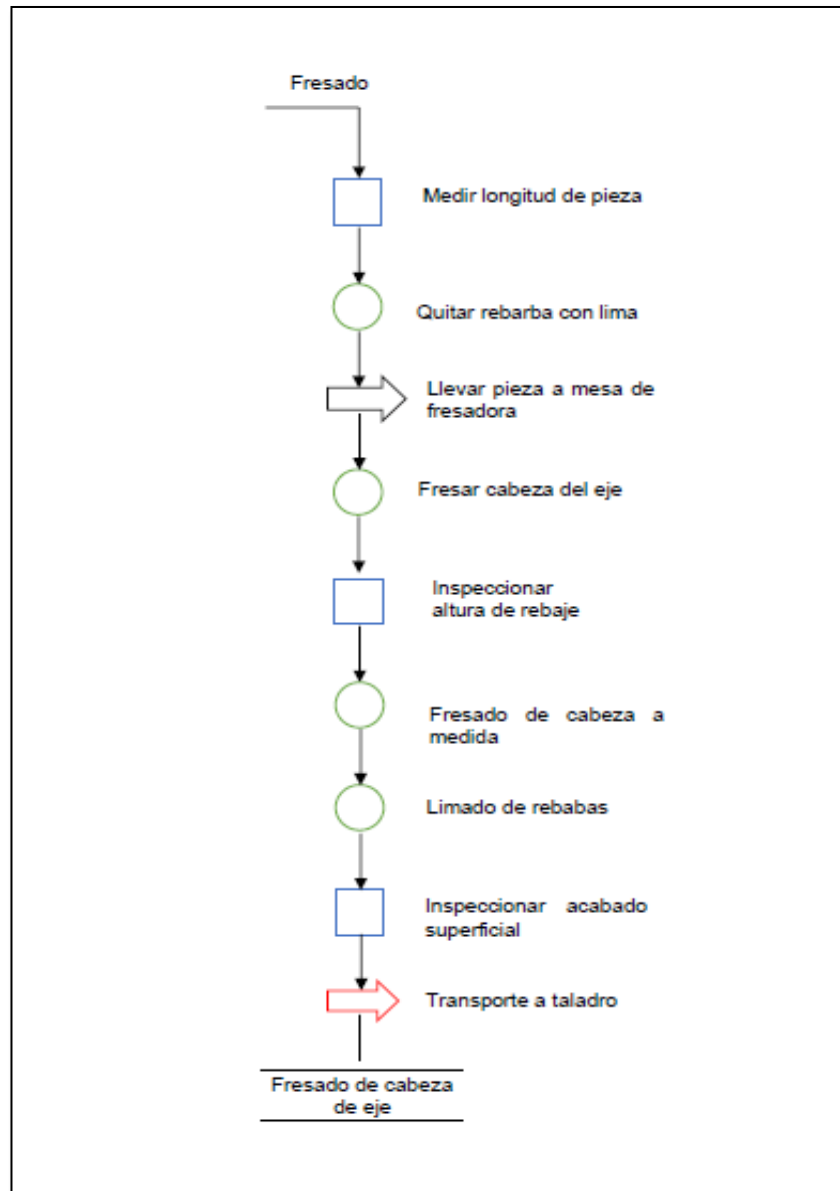 Fresado
Medir longitud de pieza
Quitar rebarba con lima
Llevar pieza a mesa de
fresadora
Fresar cabeza del eje
Inspeccionar
altura de rebaje
Fresado de cabeza a
medida
Limado de rebabas
Inspeccionar acabado
superficial
Transporte a taladro
Fresado de cabeza
de eje